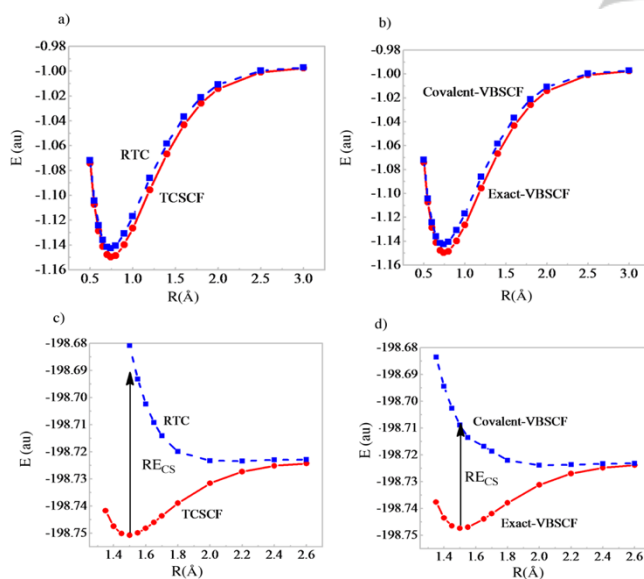 a)
-0.98
-1.00
-1.02
-1.04
-1.06
-1.08
-1.10
-1.12
-1.14
-1.16
E (au)
RTC
TCSCF
0.5 1.0 1.5 2.0 2.5 3.0
R(Å)
b)
-0.98
-1.00
-1.02
-1.04
-1.06
-1.08
-1.10
-1.12
-1.14
-1.16
E (au)
Covalent-VBSCF
Exact-VBSCF
0.5 1.0 1.5 2.0 2.5 3.0
R(Å)
c)
-198.68
-198.69
-198.70
-198.71
-198.72
-198.73
-198.74
-198.75
E (au)
RTC
RECS
TCSCF
1.4 1.6 1.8 2.0 2.2 2.4 2.6
R(Å)
d)
-198.68
-198.69
-198.70
-198.71
-198.72
-198.73
-198.74
-198.75
E (au)
Covalent-VBSCF
RECS
Exact-VBSCF
1.4 1.6 1.8 2.0 2.2 2.4 2.6
R(Å)